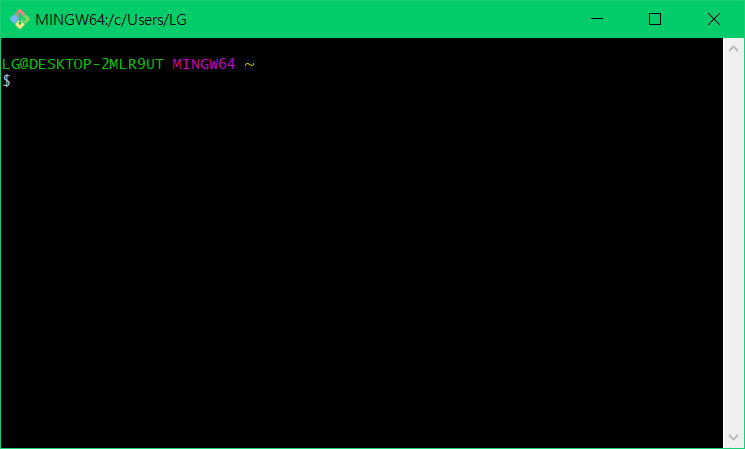 MINGW64:/c/Users/LG
LG@DESKTOP-2MLR9UT MINGW64 ~
$